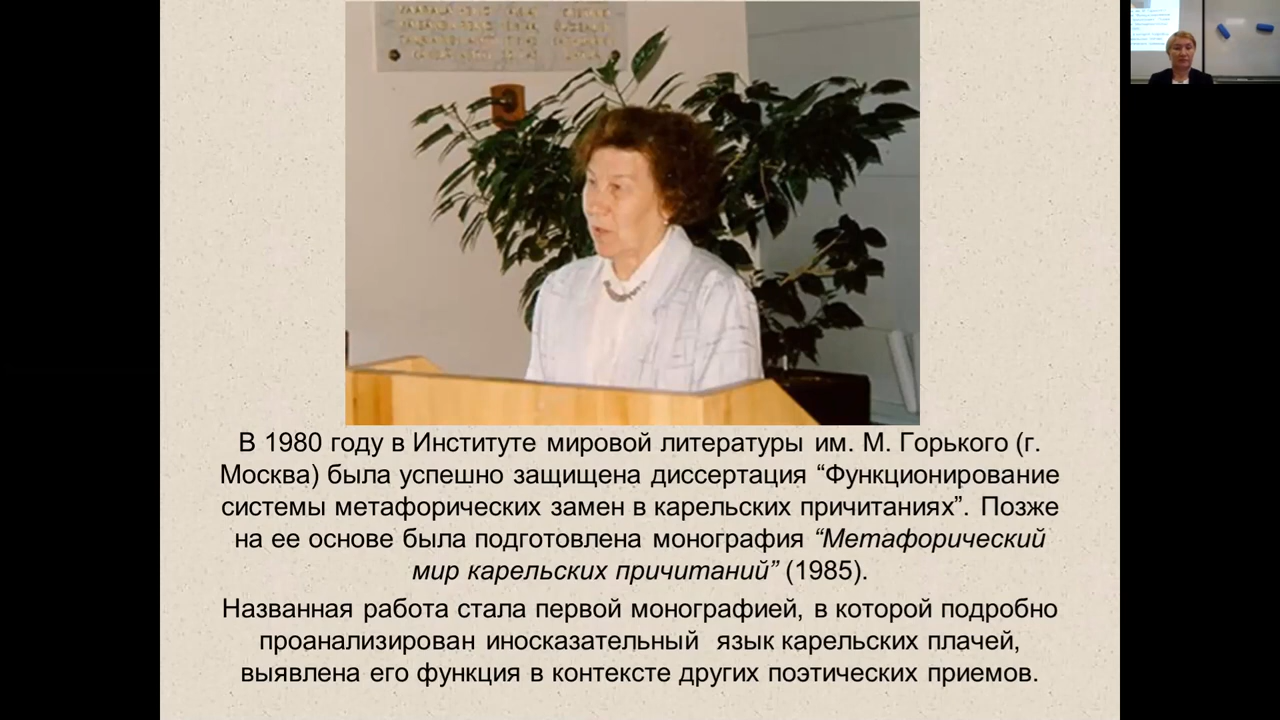 В 1980 году в Институте мировой литературы им. М. Горького (г.
Москва) была успешно защищена диссертация “Функционирование
системы метафорических замен в карельских причитаниях”. Позже
на ее основе была подготовлена монография “Метафорический
мир карельских причитаний” (1985).
Названная работа стала первой монографией, в которой подробно
проанализирован иносказательный язык карельских плачей,
выявлена его функция в контексте других поэтических приемов.